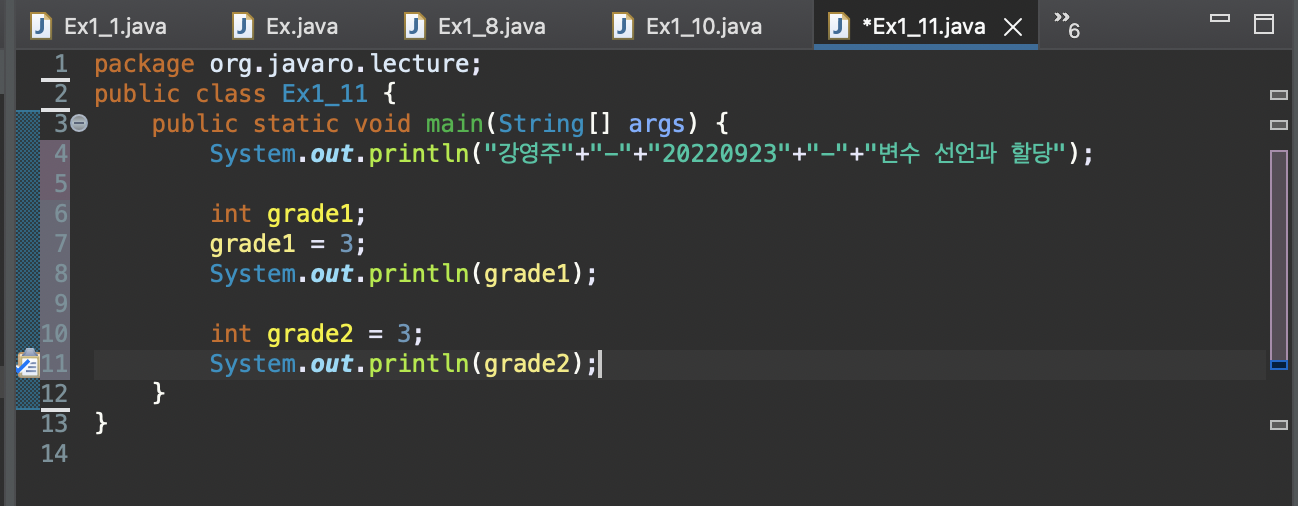 Ex1_1.java Ex.java Ex1_8.java Ex1_10.java *Ex1_11.java »6
1 package org.javaro.lecture;
2 public class Ex1_11 {
3 public static void main(String[] args) {
4 System.out.println("강영주"+"-"+"20220923"+"-"+"변수 선언과 할당");
5
6 int grade1;
7 grade1 = 3;
8 System.out.println(grade1);
9
10 int grade2 = 3;
11 System.out.println(grade2);
12 }
13 }
14